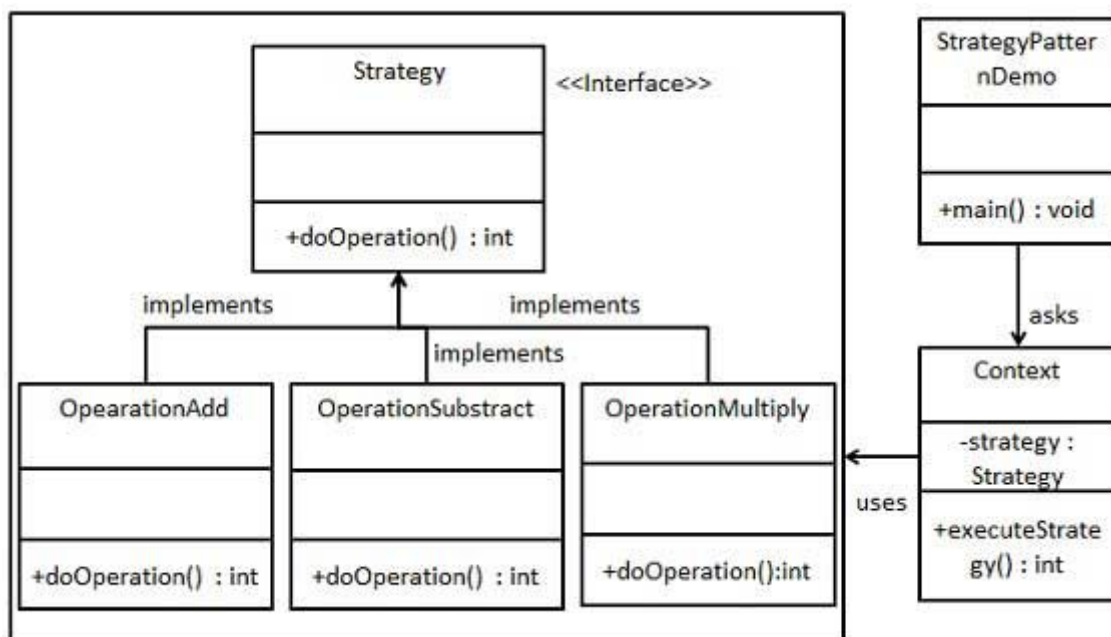 Strategy
<<Interface>>
+doOperation() : int
implements
implements
implements
OpearationAdd
+doOperation() : int
OperationSubstract
+doOperation() : int
OperationMultiply
+doOperation():int
StrategyPatter
nDemo
+main() : void
asks
Context
-strategy :
Strategy
+executeStrate
gy() : int
uses